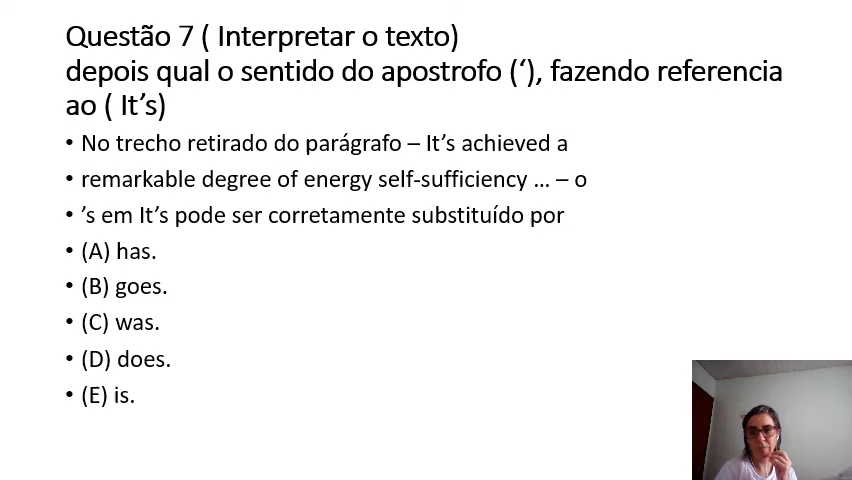 Questão 7 ( Interpretar o texto)
depois qual o sentido do apostrofo (‘), fazendo referencia
ao ( It’s)
• No trecho retirado do parágrafo – It’s achieved a
• remarkable degree of energy self-sufficiency ... – o
• ’s em It’s pode ser corretamente substituído por
• (A) has.
• (B) goes.
• (C) was.
• (D) does.
• (E) is.